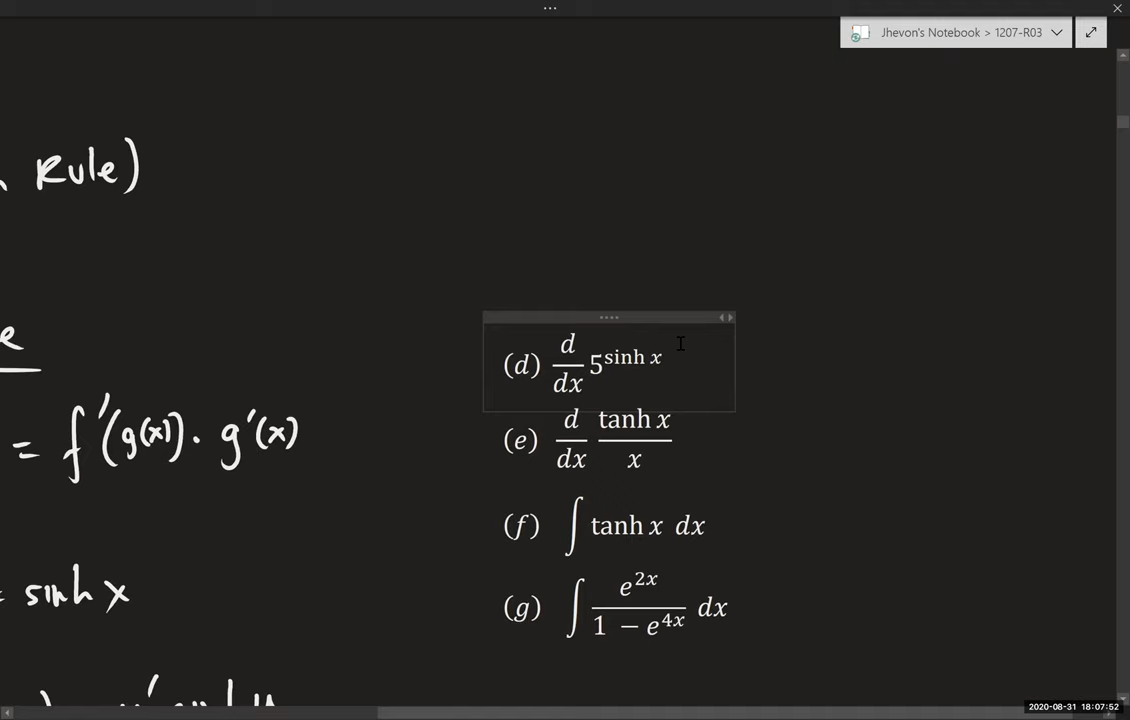 Jhevon's Notebook > 1207-R03
Rule)
e
= f'(g(x)) · g'(x)
= sinh x
(d) d/dx 5^{sinh x}
(e) d/dx tanh x / x
(f) ∫ tanh x dx
(g) ∫ e^{2x} / (1 − e^{4x}) dx
2020-08-31 18:07:52